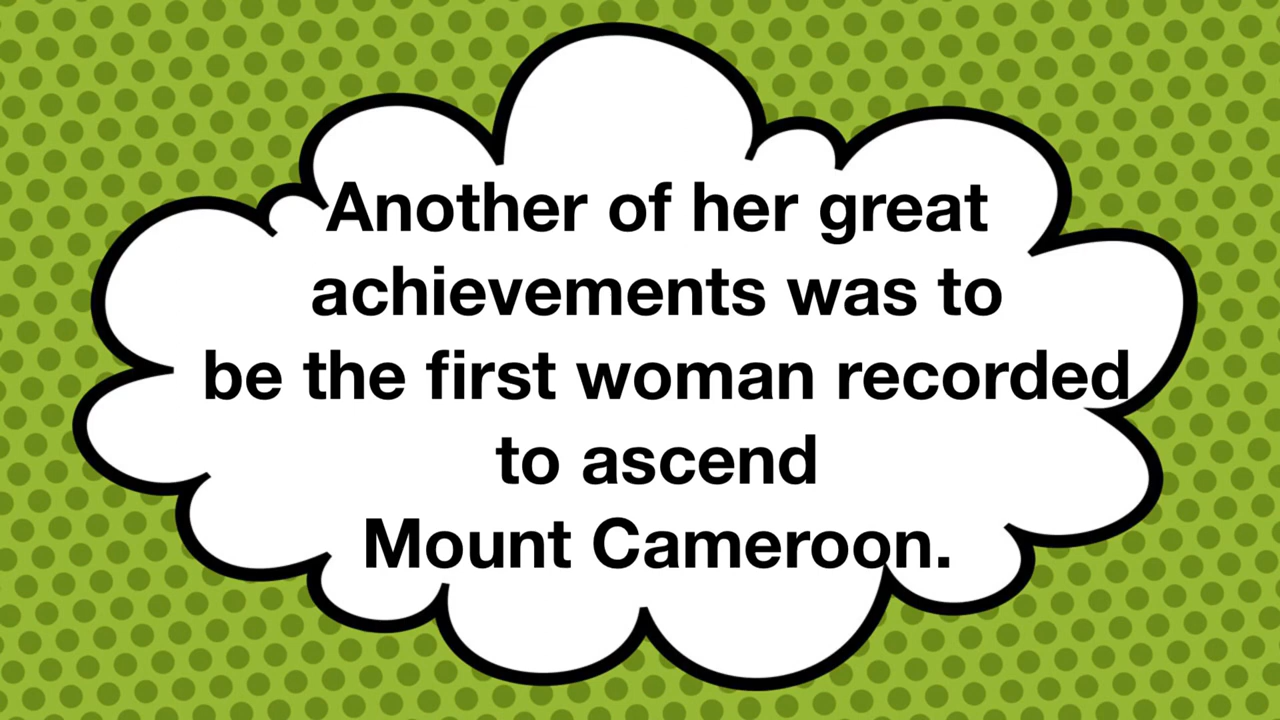 Another of her great
achievements was to
be the first woman recorded
to ascend
Mount Cameroon.